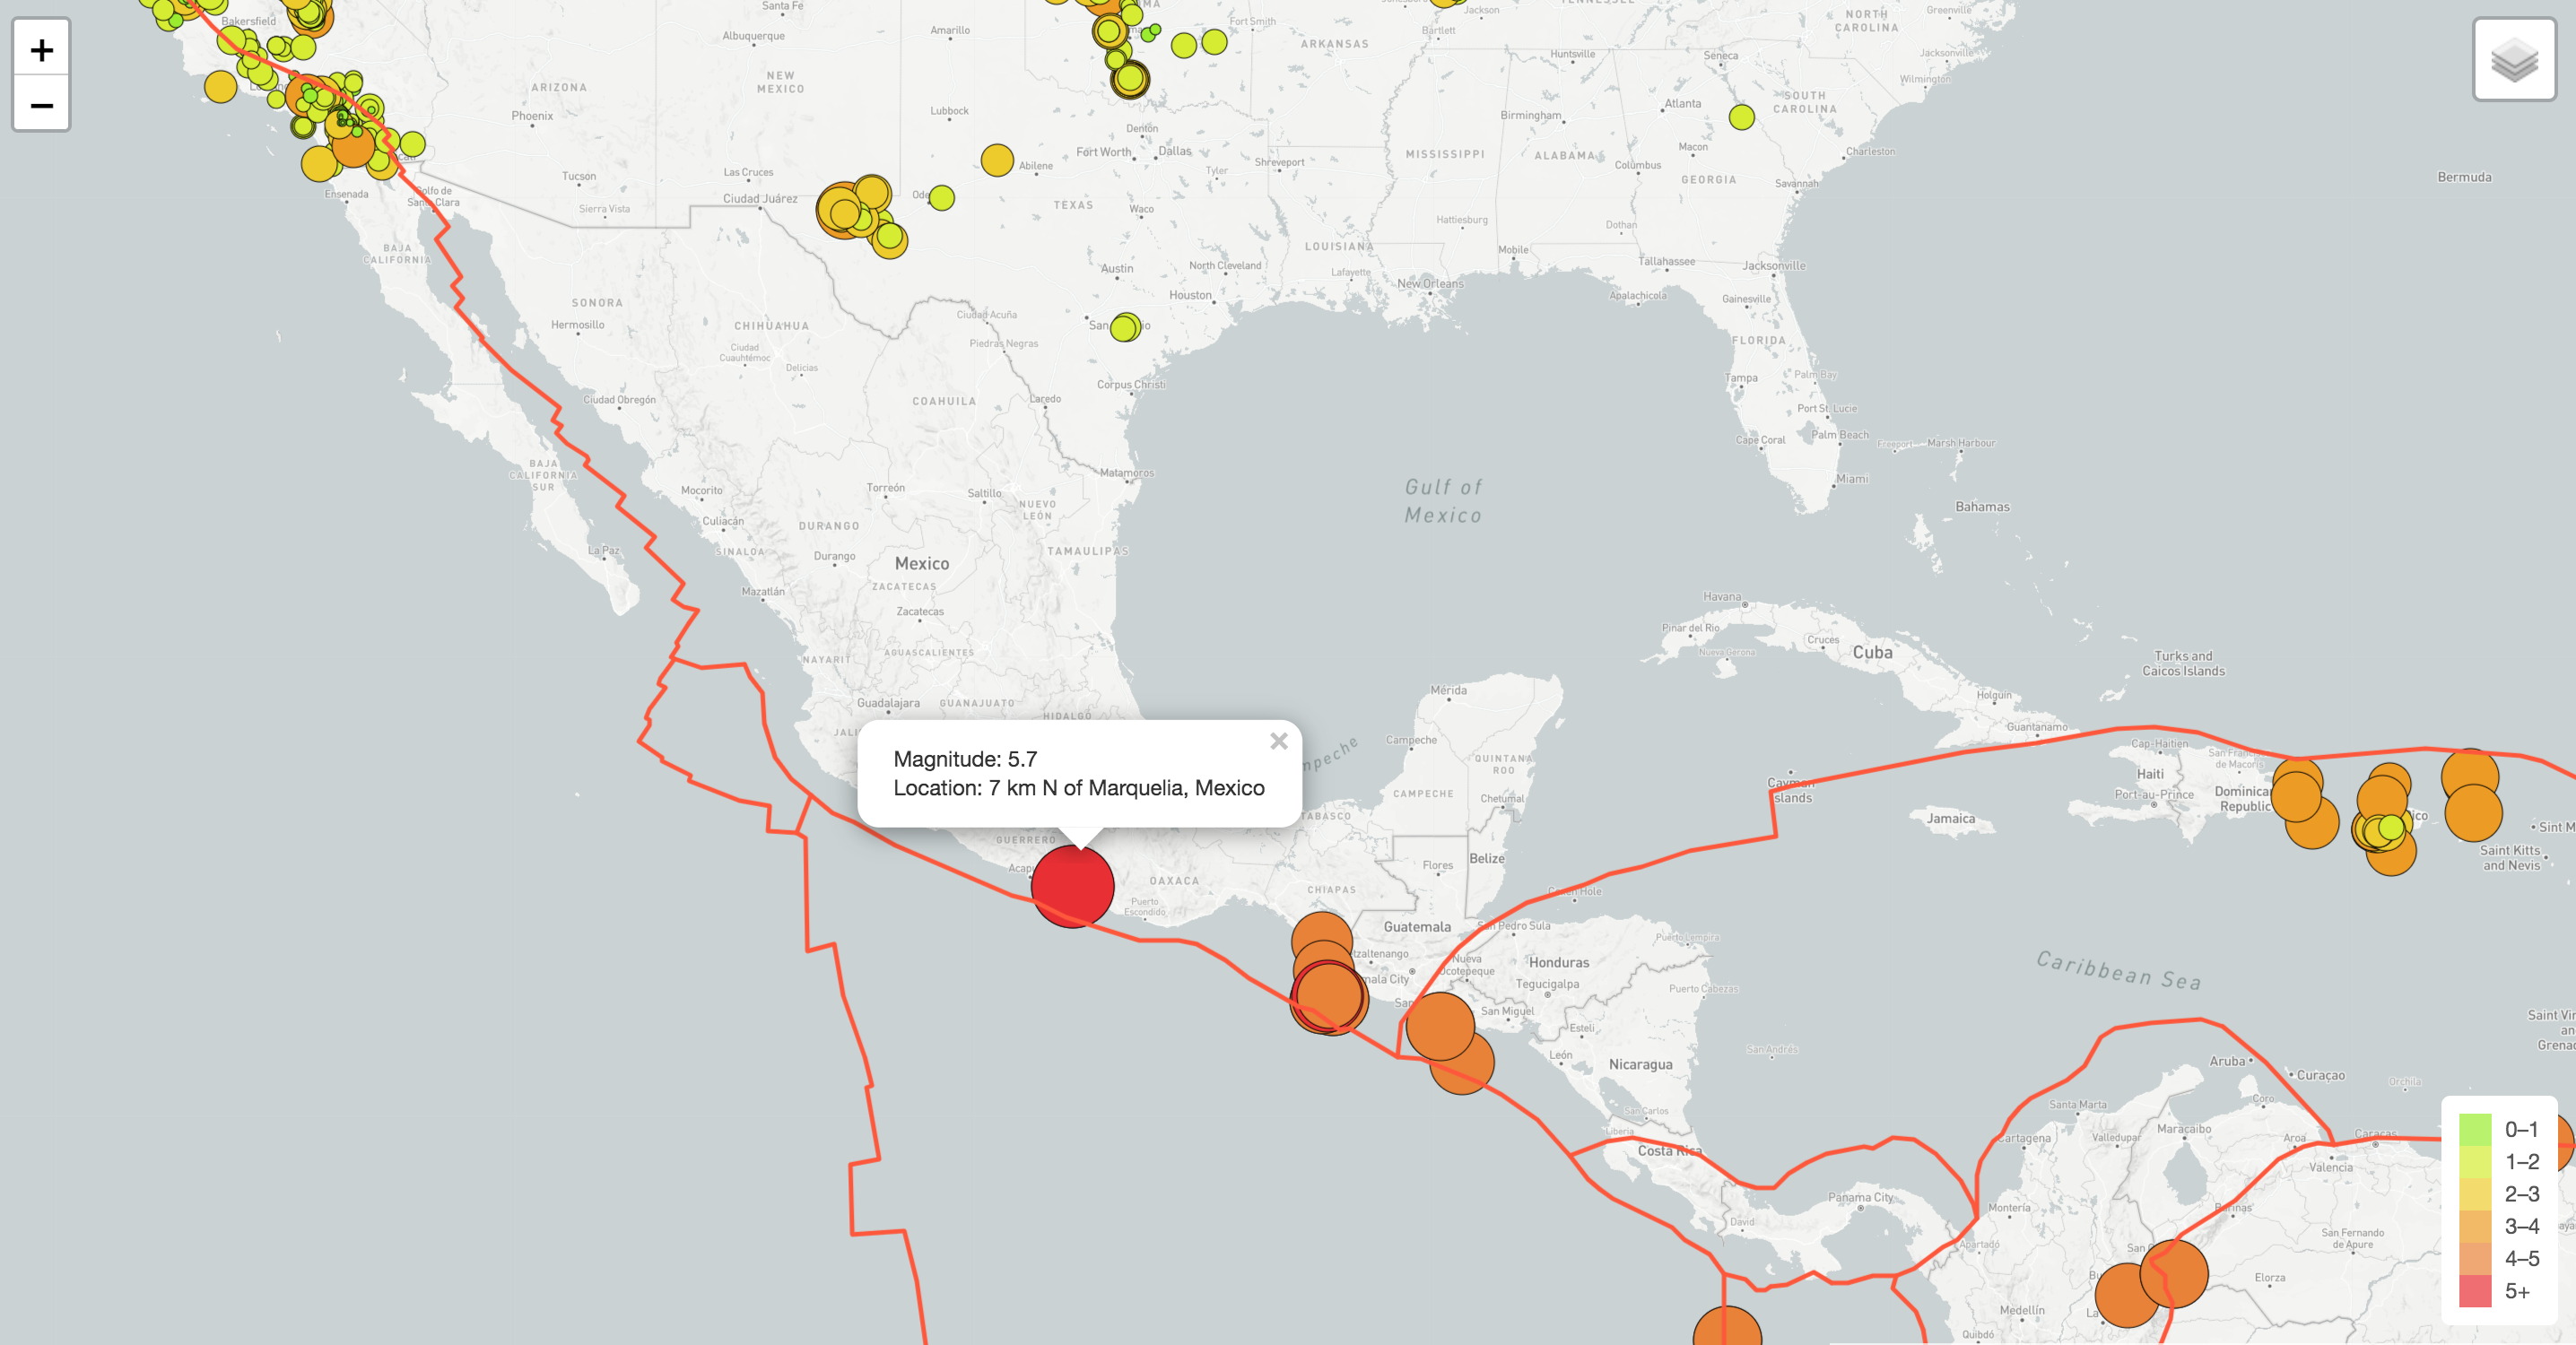 +
−
Bakersfield
Santa Fe
Albuquerque
Amarillo
Fort Smith
Jackson
Bartlett
TENNESSEE
NORTH
CAROLINA
Greenville
ARKANSAS
Huntsville
Seneca
Jacksonville
Wilmington
ARIZONA
Phoenix
NEW
MEXICO
Lubbock
Denton
Fort Worth
Dallas
Tyler
Shreveport
MISSISSIPPI
Birmingham
ALABAMA
Atlanta
Macon
Columbus
GEORGIA
SOUTH
CAROLINA
Charleston
Savannah
Bermuda
Ensenada
Golfo de
Santa Clara
Tucson
Sierra Vista
Las Cruces
Ciudad Juárez
Abilene
TEXAS
Waco
Hattiesburg
Dothan
LOUISIANA
Mobile
Tallahassee
Jacksonville
BAJA
CALIFORNIA
SONORA
Hermosillo
CHIHUAHUA
Ciudad
Cuauhtémoc
Delicias
Ciudad Acuña
Piedras Negras
Austin
North Cleveland
Houston
Lafayette
New Orleans
Apalachicola
Gainesville
FLORIDA
Tampa
Palm Bay
Port St. Lucie
Cape Coral
Palm Beach
Freeport
Marsh Harbour
Miami
Bahamas
Ciudad Obregón
COAHUILA
Laredo
Corpus Christi
BAJA
CALIFORNIA
SUR
Mocorito
Culiacán
Torreón
Saltillo
NUEVO
LEÓN
Matamoros
DURANGO
SINALOA
Durango
Mexico
TAMAULIPAS
La Paz
Mazatlán
ZACATECAS
Zacatecas
Gulf of
Mexico
Havana
Pinar del Rio
Nueva Gerona
Cruces
Cuba
Turks and
Caicos Islands
Holguin
Guantanamo
NAYARIT
AGUASCALIENTES
Guadalajara
GUANAJUATO
HIDALGO
Mérida
Campeche
QUINTANA
ROO
CAMPECHE
Chetumal
Magnitude: 5.7
Location: 7 km N of Marquelia, Mexico
×
Cayman
Islands
Cap-Haitien
San Francisco
de Macoris
Haiti
Port-au-Prince
Dominican
Republic
Jamaica
Sint M
Saint Kitts
and Nevis
TABASCO
GUERRERO
OAXACA
Puerto
Escondido
CHIAPAS
Flores
Belize
Guatemala
San Pedro Sula
Puerto Lempira
Nueva
Ocotepeque
Honduras
Tegucigalpa
Puerto Cabezas
San Miguel
Esteli
León
Nicaragua
San Andrés
Caribbean Sea
San Carlos
Liberia
Costa Rica
David
Panama City
Aruba
Curaçao
Orchila
Coro
Santa Marta
Cartagena
Valledupar
Maracaibo
Aroa
Caracas
Valencia
Montería
Apartadó
Barinas
San Fernando
de Apure
Elorza
Medellín
Quibdó
0–1
1–2
2–3
3–4
4–5
5+